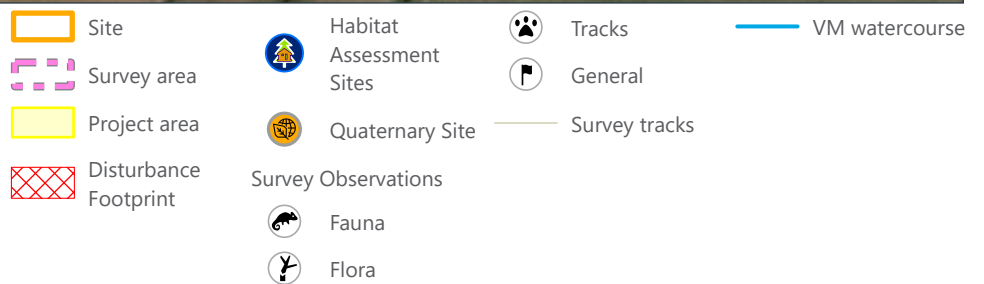 Site
Survey area
Project area
Disturbance
Footprint
Habitat
Assessment
Sites
Quaternary Site
Survey Observations
Fauna
Flora
Tracks
General
Survey tracks
VM watercourse